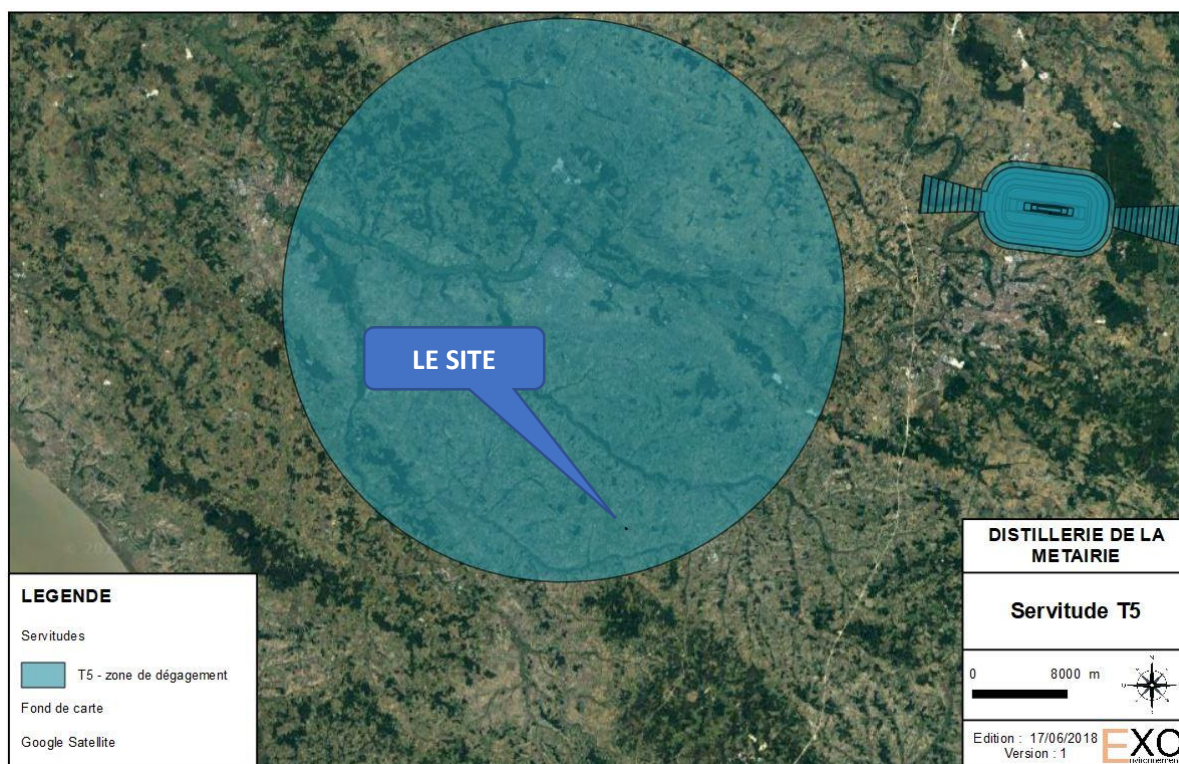 LE SITE
LEGENDE
Servitudes
T5 - zone de dégagement
Fond de carte
Google Satellite
DISTILLERIE DE LA
METAIRIE
Servitude T5
0 8000 m
Edition : 17/06/2018
Version : 1
EXO